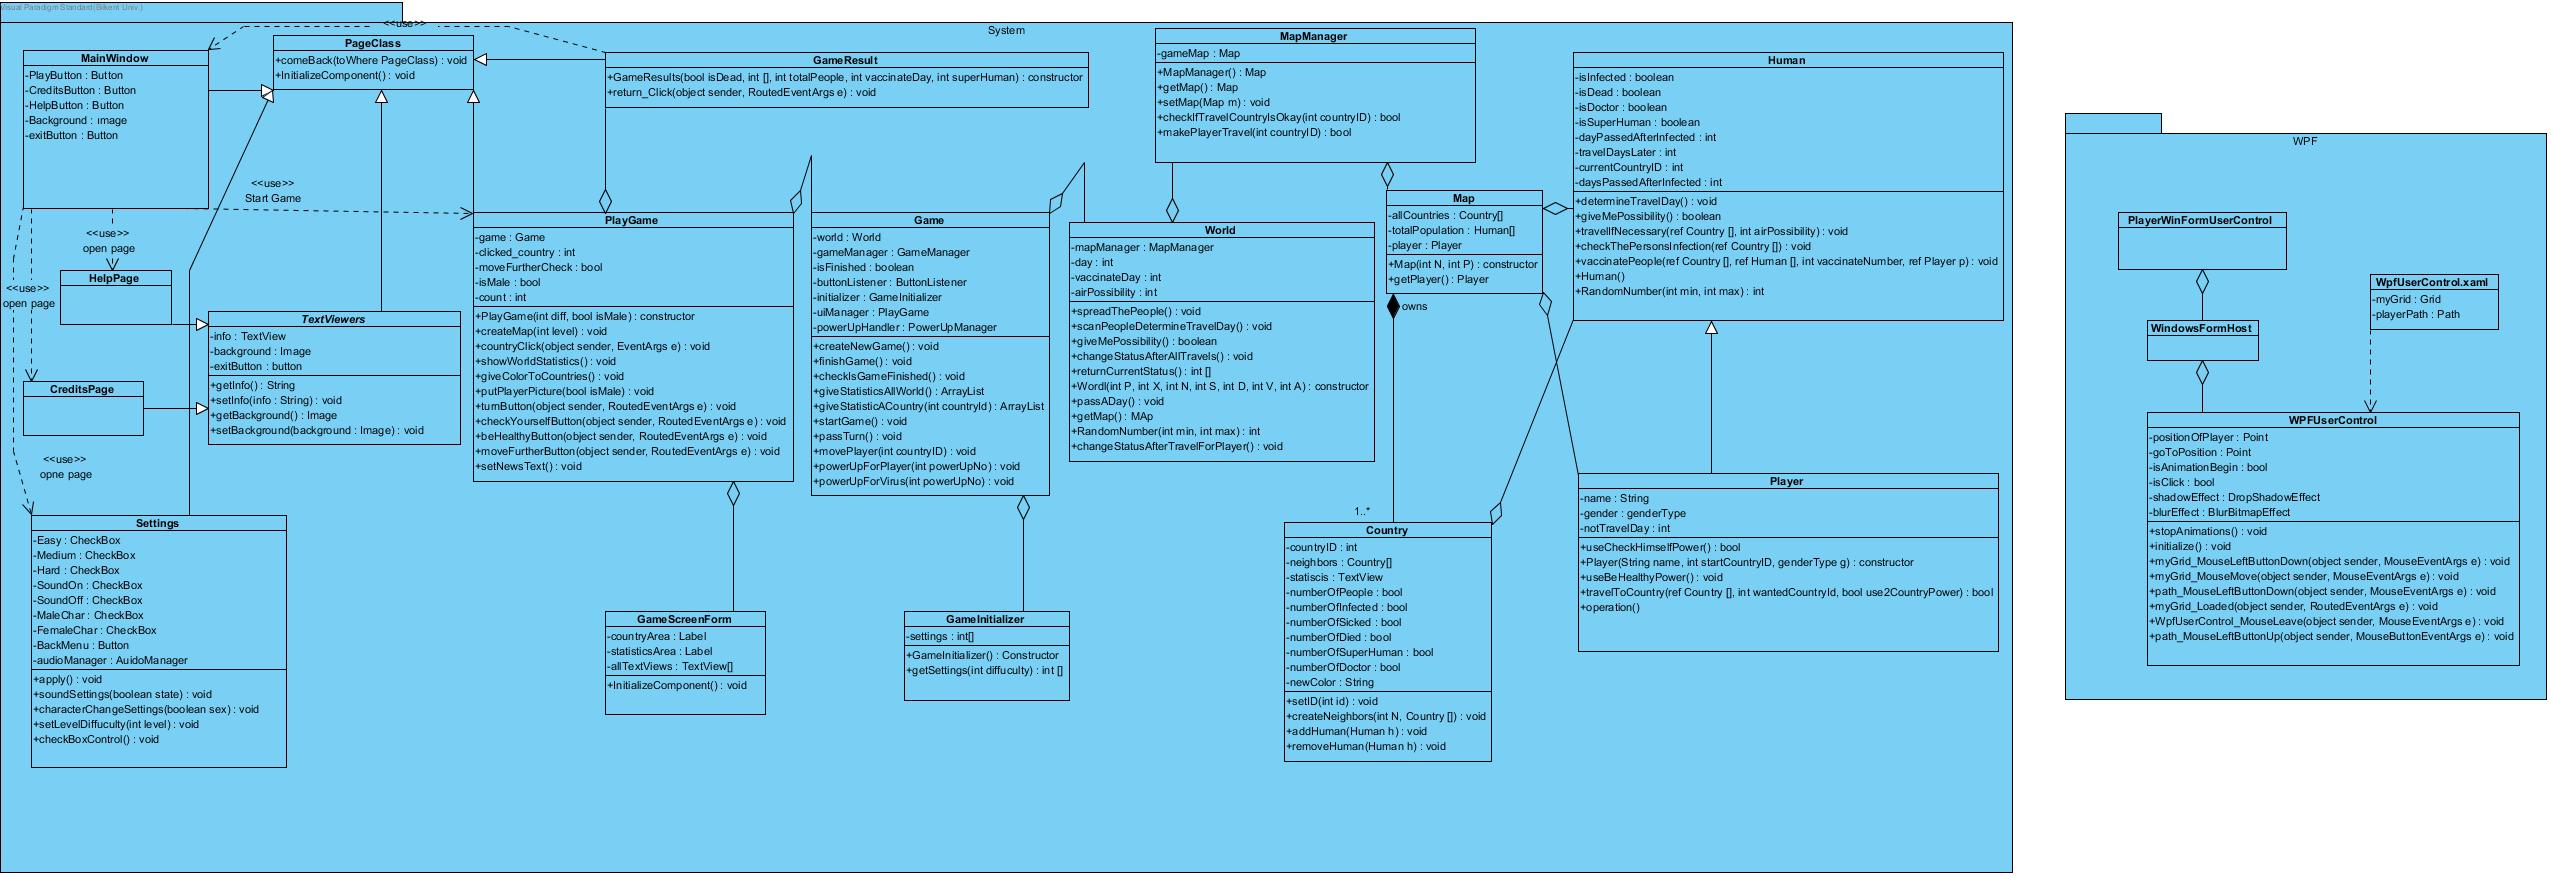 Visual Paradigm Standard(Bilkent Univ.)
System
<<use>>
MainWindow
-PlayButton : Button
-CreditsButton : Button
-HelpButton : Button
-Background : ımage
-exitButton : Button
PageClass
+comeBack(toWhere PageClass) : void
+InitializeComponent() : void
GameResult
+GameResults(bool isDead, int [], int totalPeople, int vaccinateDay, int superHuman) : constructor
+return_Click(object sender, RoutedEventArgs e) : void
MapManager
-gameMap : Map
+MapManager() : Map
+getMap() : Map
+setMap(Map m) : void
+checkIfTravelCountryIsOkay(int countryID) : bool
+makePlayerTravel(int countryID) : bool
Human
-isInfected : boolean
-isDead : boolean
-isDoctor : boolean
-isSuperHuman : boolean
-dayPassedAfterInfected : int
-travelDaysLater : int
-currentCountryID : int
-daysPassedAfterInfected : int
+determineTravelDay() : void
+giveMePossibility() : boolean
+travelIfNecessary(ref Country [], int airPossibility) : void
+checkThePersonsInfection(ref Country []) : void
+vaccinatePeople(ref Country [], ref Human [], int vaccinateNumber, ref Player p) : void
+Human()
+RandomNumber(int min, int max) : int
<<use>>
Start Game
<<use>>
open page
<<use>>
open page
<<use>>
opne page
HelpPage
CreditsPage
TextViewers
-info : TextView
-background : Image
-exitButton : button
+getInfo() : String
+setInfo(info : String) : void
+getBackground() : Image
+setBackground(background : Image) : void
PlayGame
-game : Game
-clicked_country : int
-moveFurtherCheck : bool
-isMale : bool
-count : int
+PlayGame(int diff, bool isMale) : constructor
+createMap(int level) : void
+countryClick(object sender, EventArgs e) : void
+showWorldStatistics() : void
+giveColorToCountries() : void
+putPlayerPicture(bool isMale) : void
+turnButton(object sender, RoutedEventArgs e) : void
+checkYourselfButton(object sender, RoutedEventArgs e) : void
+beHealthyButton(object sender, RoutedEventArgs e) : void
+moveFurtherButton(object sender, RoutedEventArgs e) : void
+setNewsText() : void
Game
-world : World
-gameManager : GameManager
-isFinished : boolean
-buttonListener : ButtonListener
-initializer : GameInitializer
-uiManager : PlayGame
-powerUpHandler : PowerUpManager
+createNewGame() : void
+finishGame() : void
+checkIsGameFinished() : void
+giveStatisticsAllWorld() : ArrayList
+giveStatisticACountry(int countryId) : ArrayList
+startGame() : void
+passTurn() : void
+movePlayer(int countryID) : void
+powerUpForPlayer(int powerUpNo) : void
+powerUpForVirus(int powerUpNo) : void
World
-mapManager : MapManager
-day : int
-vaccinateDay : int
-airPossibility : int
+spreadThePeople() : void
+scanPeopleDetermineTravelDay() : void
+giveMePossibility() : boolean
+changeStatusAfterAllTravels() : void
+returnCurrentStatus() : int []
+Wordl(int P, int X, int N, int S, int D, int V, int A) : constructor
+passADay() : void
+getMap() : MAp
+RandomNumber(int min, int max) : int
+changeStatusAfterTravelForPlayer() : void
Map
-allCountries : Country[]
-totalPopulation : Human[]
-player : Player
+Map(int N, int P) : constructor
+getPlayer() : Player
owns
1..*
Settings
-Easy : CheckBox
-Medium : CheckBox
-Hard : CheckBox
-SoundOn : CheckBox
-SoundOff : CheckBox
-MaleChar : CheckBox
-FemaleChar : CheckBox
-BackMenu : Button
-audioManager : AuidoManager
+apply() : void
+soundSettings(boolean state) : void
+characterChangeSettings(boolean sex) : void
+setLevelDiffuculty(int level) : void
+checkBoxControl() : void
GameScreenForm
-countryArea : Label
-statisticsArea : Label
-allTextViews : TextView[]
+InitializeComponent() : void
GameInitializer
-settings : int[]
+GameInitializer() : Constructor
+getSettings(int diffuculty) : int []
Country
-countryID : int
-neighbors : Country[]
-statiscis : TextView
-numberOfPeople : bool
-numberOfInfected : bool
-numberOfSicked : bool
-numberOfDied : bool
-numberOfSuperHuman : bool
-numberOfDoctor : bool
-newColor : String
+setID(int id) : void
+createNeighbors(int N, Country []) : void
+addHuman(Human h) : void
+removeHuman(Human h) : void
Player
-name : String
-gender : genderType
-notTravelDay : int
+useCheckHimselfPower() : bool
+Player(String name, int startCountryID, genderType g) : constructor
+useBeHealthyPower() : void
+travelToCountry(ref Country [], int wantedCountryId, bool use2CountryPower) : bool
+operation()
WPF
PlayerWinFormUserControl
WindowsFormHost
WpfUserControl.xaml
-myGrid : Grid
-playerPath : Path
WPFUserControl
-positionOfPlayer : Point
-goToPosition : Point
-isAnimationBegin : bool
-isClick : bool
-shadowEffect : DropShadowEffect
-blurEffect : BlurBitmapEffect
+stopAnimations() : void
+initialize() : void
+myGrid_MouseLeftButtonDown(object sender, MouseEventArgs e) : void
+myGrid_MouseMove(object sender, MouseEventArgs e) : void
+path_MouseLeftButtonDown(object sender, MouseEventArgs e) : void
+myGrid_Loaded(object sender, RoutedEventArgs e) : void
+WpfUserControl_MouseLeave(object sender, MouseEventArgs e) : void
+path_MouseLeftButtonUp(object sender, MouseButtonEventArgs e) : void